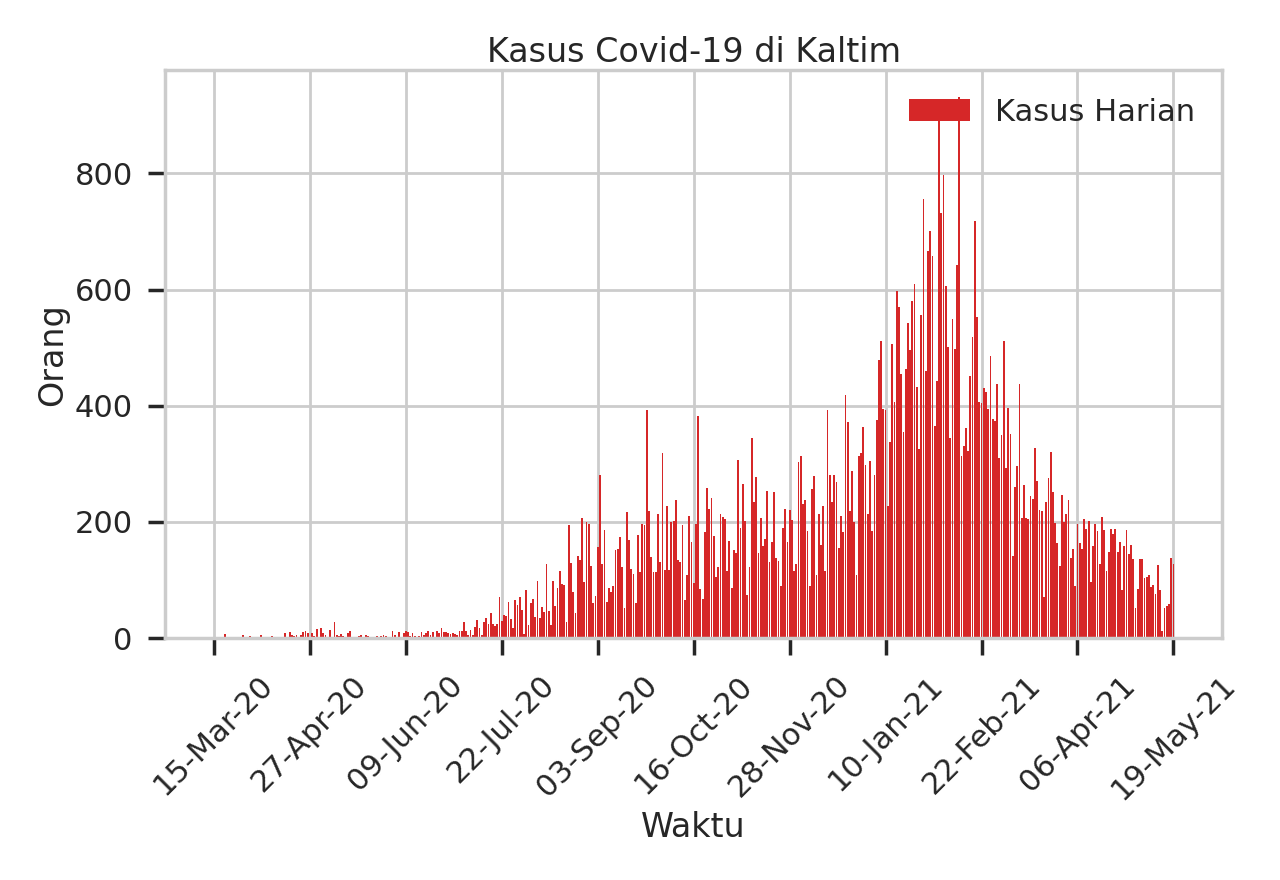 Kasus Covid-19 di Kaltim
Kasus Harian
Orang
800
600
400
200
0
15-Mar-20
27-Apr-20
09-Jun-20
22-Jul-20
03-Sep-20
16-Oct-20
28-Nov-20
10-Jan-21
22-Feb-21
06-Apr-21
19-May-21
Waktu